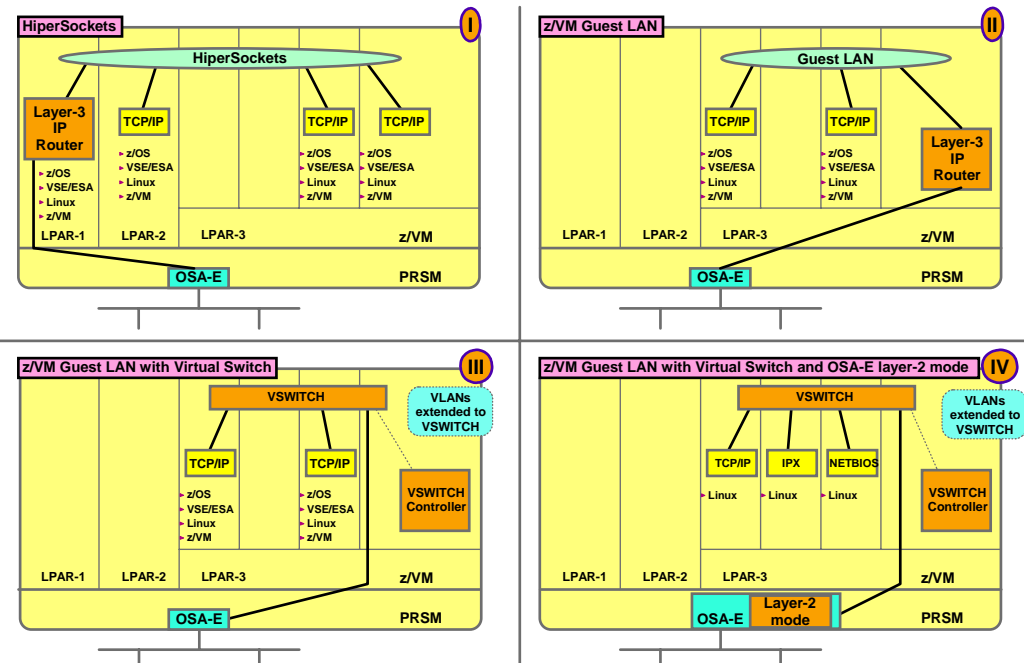 HiperSockets
I
HiperSockets
Layer-3
IP
Router
TCP/IP
TCP/IP
TCP/IP
z/OS
VSE/ESA
Linux
z/VM
z/OS
VSE/ESA
Linux
z/VM
z/OS
VSE/ESA
Linux
z/VM
z/OS
VSE/ESA
Linux
z/VM
LPAR-1
LPAR-2
LPAR-3
z/VM
OSA-E
PRSM
z/VM Guest LAN
II
Guest LAN
TCP/IP
TCP/IP
Layer-3
IP
Router
z/OS
VSE/ESA
Linux
z/VM
z/OS
VSE/ESA
Linux
z/VM
LPAR-1
LPAR-2
LPAR-3
z/VM
OSA-E
PRSM
z/VM Guest LAN with Virtual Switch
III
VSWITCH
VLANs
extended to
VSWITCH
TCP/IP
TCP/IP
z/OS
VSE/ESA
Linux
z/VM
z/OS
VSE/ESA
Linux
z/VM
VSWITCH
Controller
LPAR-1
LPAR-2
LPAR-3
z/VM
OSA-E
PRSM
z/VM Guest LAN with Virtual Switch and OSA-E layer-2 mode
IV
VSWITCH
VLANs
extended to
VSWITCH
TCP/IP
IPX
NETBIOS
Linux
Linux
Linux
VSWITCH
Controller
LPAR-1
LPAR-2
LPAR-3
z/VM
OSA-E
Layer-2
mode
PRSM